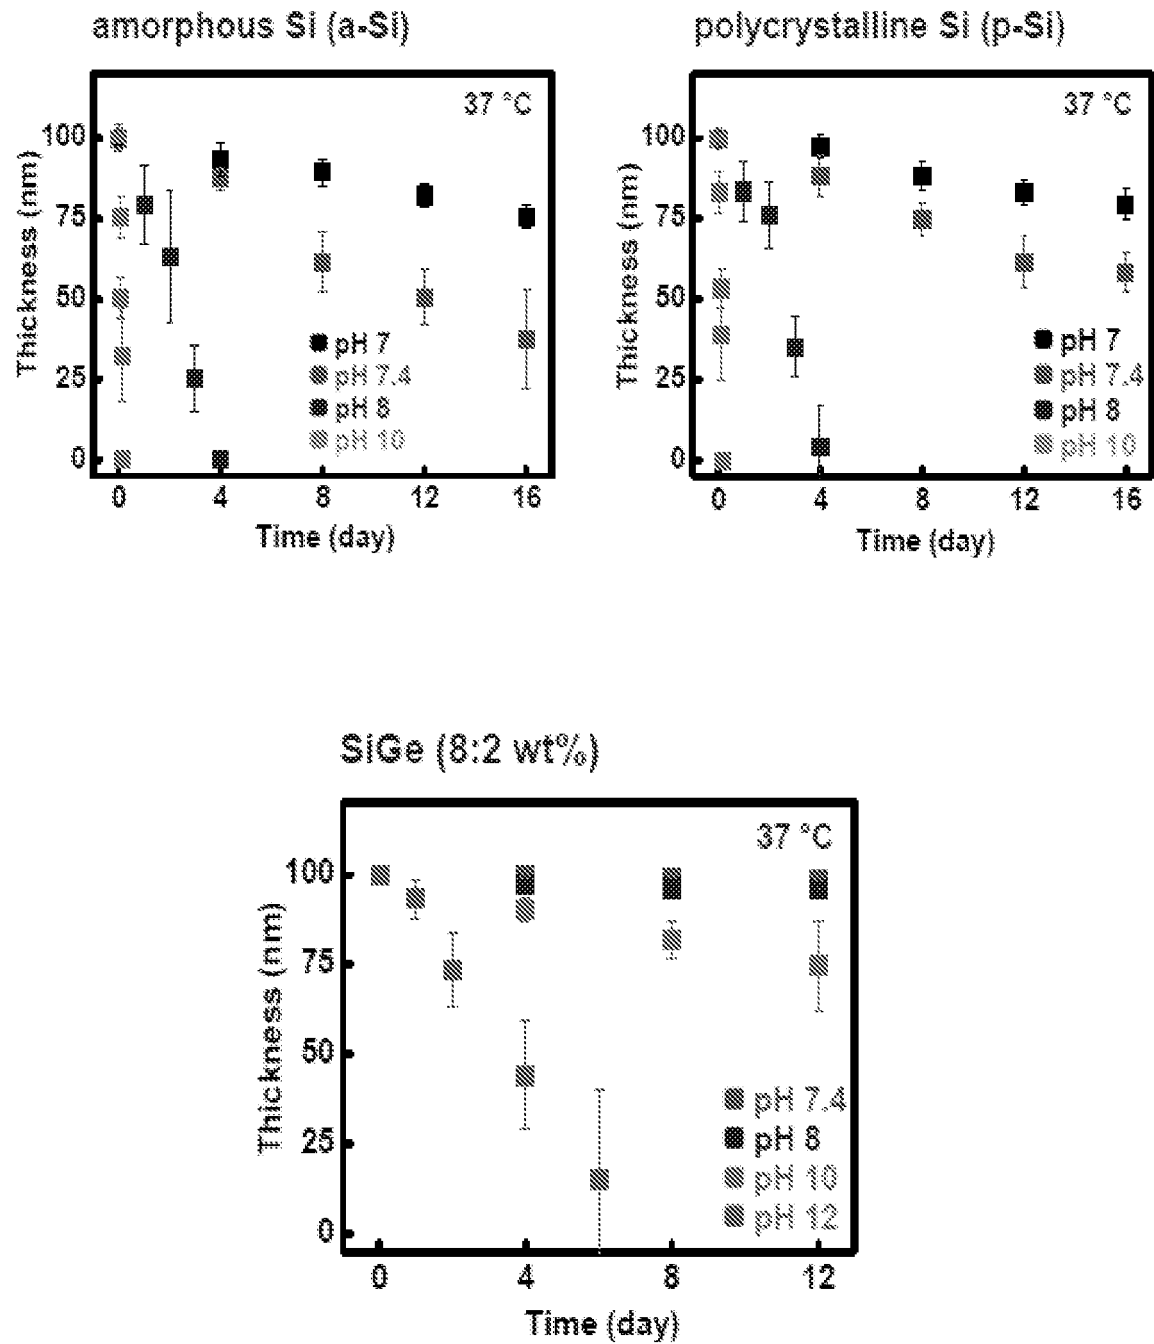 amorphous Si (a-Si)
37 °C
Thickness (nm)
100
75
50
25
0
pH 7
pH 7.4
pH 8
pH 10
0 4 8 12 16
Time (day)
polycrystalline Si (p-Si)
37 °C
Thickness (nm)
100
75
50
25
0
pH 7
pH 7.4
pH 8
pH 10
0 4 8 12 16
Time (day)
SiGe (8:2 wt%)
37 °C
Thickness (nm)
100
75
50
25
0
pH 7.4
pH 8
pH 10
pH 12
0 4 8 12
Time (day)